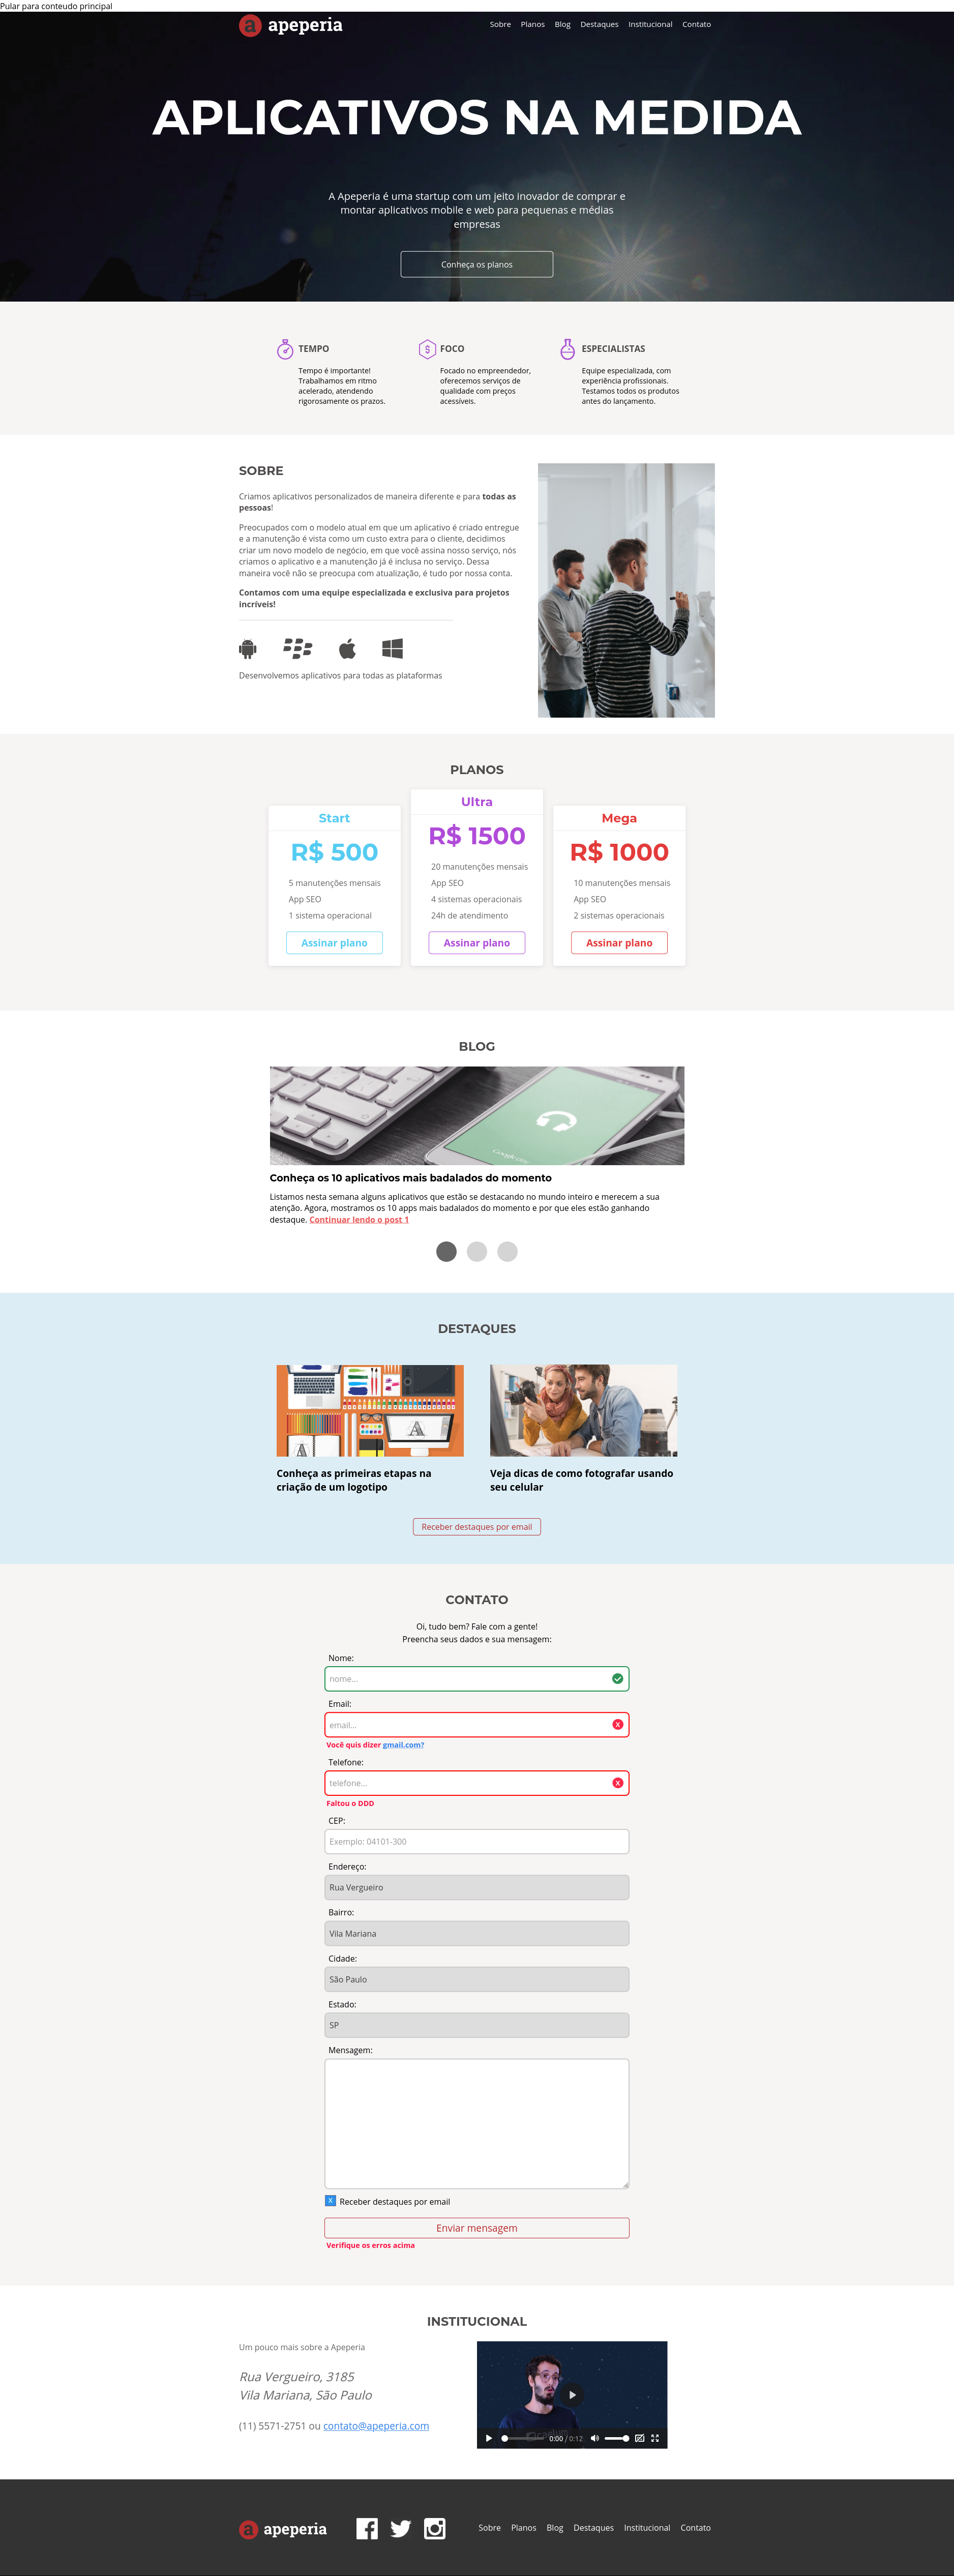 Pular para conteudo principal
apeperia
Sobre Planos Blog Destaques Institucional Contato
APLICATIVOS NA MEDIDA
A Apeperia é uma startup com um jeito inovador de comprar e
montar aplicativos mobile e web para pequenas e médias
empresas
Conheça os planos
TEMPO
Tempo é importante!
Trabalhamos em ritmo
acelerado, atendendo
rigorosamente os prazos.
FOCO
Focado no empreendedor,
oferecemos serviços de
qualidade com preços
acessíveis.
ESPECIALISTAS
Equipe especializada, com
experiência profissionais.
Testamos todos os produtos
antes do lançamento.
SOBRE
Criamos aplicativos personalizados de maneira diferente e para todas as
pessoas!
Preocupados com o modelo atual em que um aplicativo é criado entregue
e a manutenção é vista como um custo extra para o cliente, decidimos
criar um novo modelo de negócio, em que você assina nosso serviço, nós
criamos o aplicativo e a manutenção já é inclusa no serviço. Dessa
maneira você não se preocupa com atualização, é tudo por nossa conta.
Contamos com uma equipe especializada e exclusiva para projetos
incríveis!
Desenvolvemos aplicativos para todas as plataformas
PLANOS
Start
R$ 500
5 manutenções mensais
App SEO
1 sistema operacional
Assinar plano
Ultra
R$ 1500
20 manutenções mensais
App SEO
4 sistemas operacionais
24h de atendimento
Assinar plano
Mega
R$ 1000
10 manutenções mensais
App SEO
2 sistemas operacionais
Assinar plano
BLOG
Conheça os 10 aplicativos mais badalados do momento
Listamos nesta semana alguns aplicativos que estão se destacando no mundo inteiro e merecem a sua
atenção. Agora, mostramos os 10 apps mais badalados do momento e por que eles estão ganhando
destaque. Continuar lendo o post 1
DESTAQUES
Conheça as primeiras etapas na
criação de um logotipo
Veja dicas de como fotografar usando
seu celular
Receber destaques por email
CONTATO
Oi, tudo bem? Fale com a gente!
Preencha seus dados e sua mensagem:
Nome:
nome...
Email:
email...
X
Você quis dizer gmail.com?
Telefone:
telefone...
X
Faltou o DDD
CEP:
Exemplo: 04101-300
Endereço:
Rua Vergueiro
Bairro:
Vila Mariana
Cidade:
São Paulo
Estado:
SP
Mensagem:
X Receber destaques por email
Enviar mensagem
Verifique os erros acima
INSTITUCIONAL
Um pouco mais sobre a Apeperia
Rua Vergueiro, 3185
Vila Mariana, São Paulo
(11) 5571-2751 ou contato@apeperia.com
0:00 / 0:12
apeperia
Sobre Planos Blog Destaques Institucional Contato